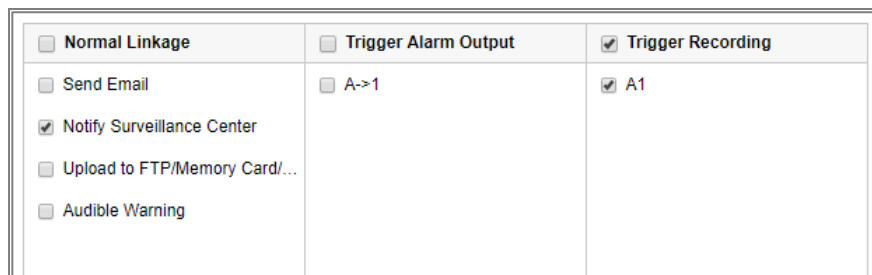 Normal Linkage
Trigger Alarm Output
Trigger Recording
Send Email
A->1
A1
Notify Surveillance Center
Upload to FTP/Memory Card/...
Audible Warning